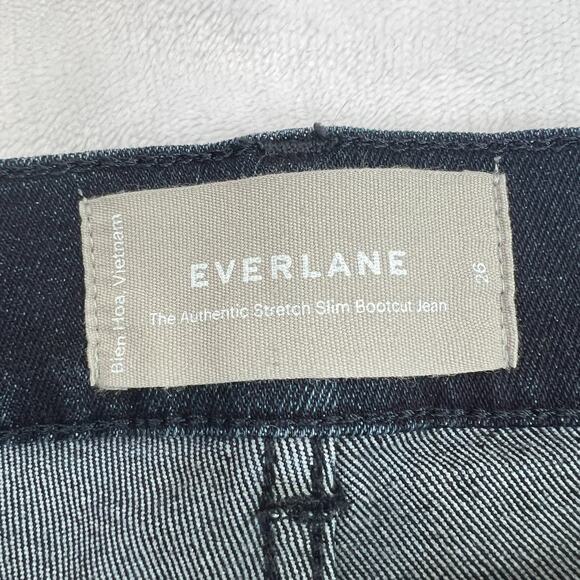 Bien Hoa, Vietnam
EVERLANE
The Authentic Stretch Slim Bootcut Jean
26